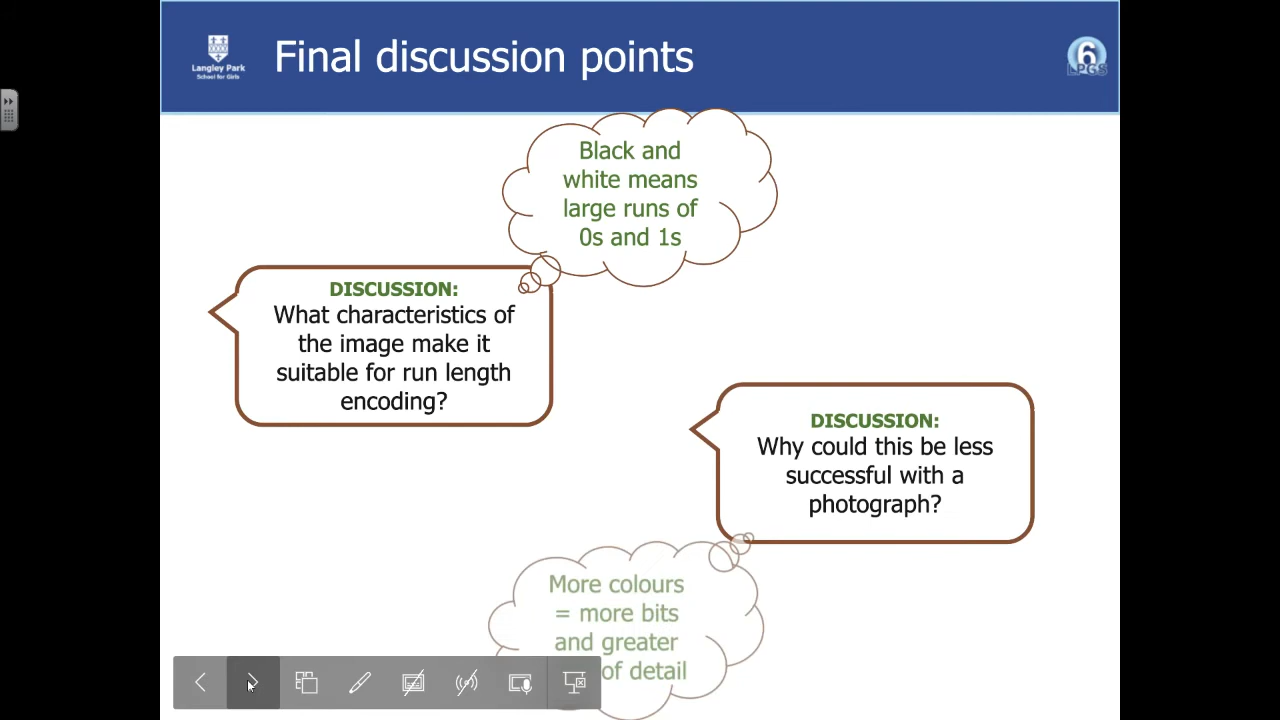 Langley Park
School for Girls
Final discussion points
6
LPGS
Black and
white means
large runs of
0s and 1s
DISCUSSION:
What characteristics of
the image make it
suitable for run length
encoding?
DISCUSSION:
Why could this be less
successful with a
photograph?
More colours
= more bits
and greater
of detail